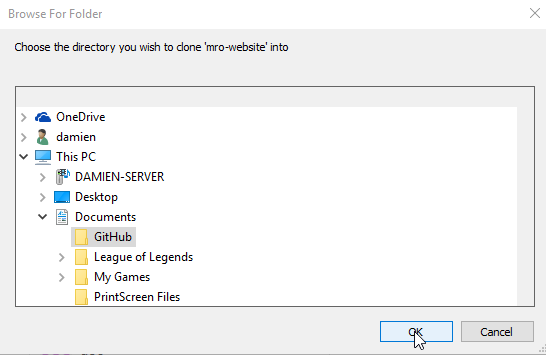 Browse For Folder
Choose the directory you wish to clone 'mro-website' into
OneDrive
damien
This PC
DAMIEN-SERVER
Desktop
Documents
GitHub
League of Legends
My Games
PrintScreen Files
OK Cancel